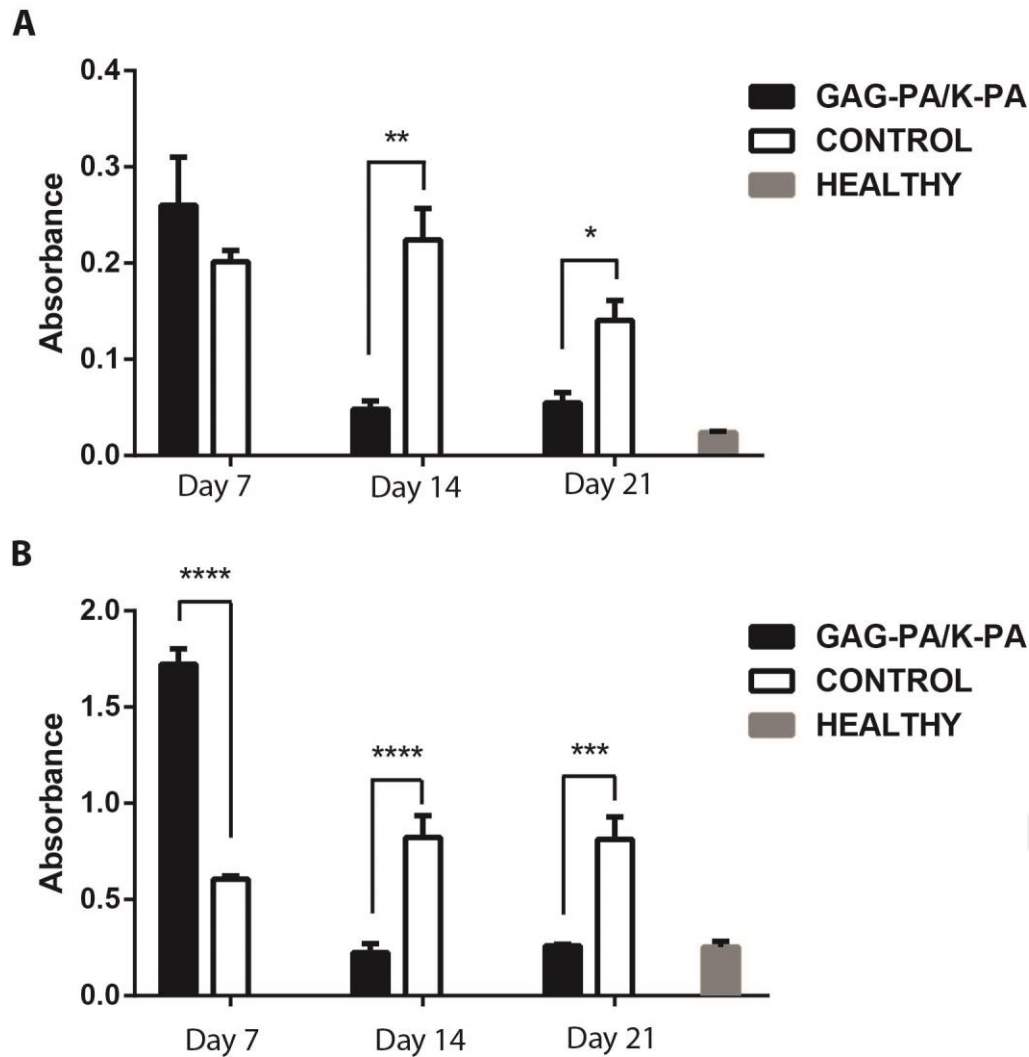 A
0.4
0.3
0.2
0.1
0.0
Absorbance
**
*
GAG-PA/K-PA
CONTROL
HEALTHY
Day 7
Day 14
Day 21
B
2.0
1.5
1.0
0.5
0.0
Absorbance
****
****
***
GAG-PA/K-PA
CONTROL
HEALTHY
Day 7
Day 14
Day 21